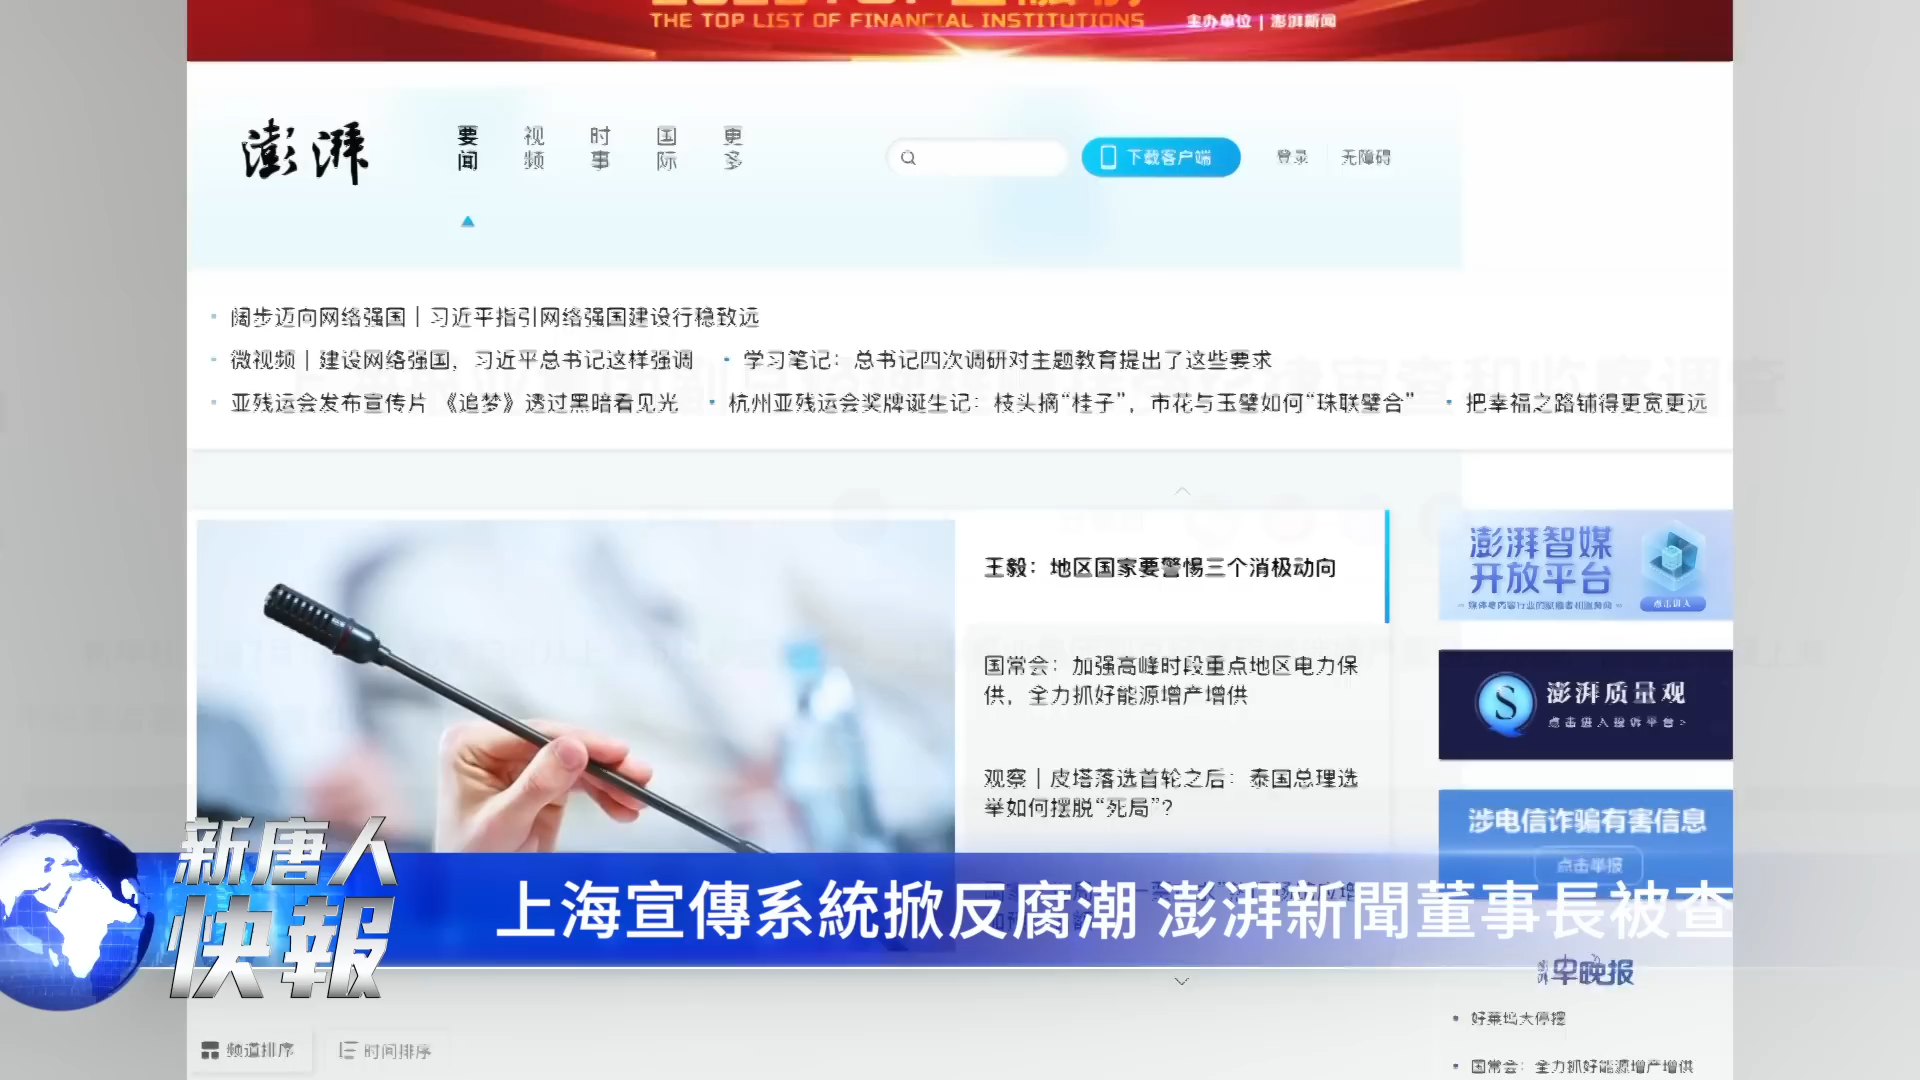 THE TOP LIST OF FINANCIAL INSTITUTIONS
主办单位 | 澎湃新闻
澎湃
要闻
视频
时事
国际
更多
下载客户端
登录
无障碍
阔步迈向网络强国｜习近平指引网络强国建设行稳致远
微视频｜建设网络强国，习近平总书记这样强调
学习笔记：总书记四次调研对主题教育提出了这些要求
亚残运会发布宣传片《追梦》透过黑暗看见光
杭州亚残运会奖牌诞生记：枝头摘“桂子”，市花与玉璧如何“珠联璧合”
把幸福之路铺得更宽更远
王毅：地区国家要警惕三个消极动向
国常会：加强高峰时段重点地区电力保
供，全力抓好能源增产增供
观察｜皮塔落选首轮之后：泰国总理选
举如何摆脱“死局”？
澎湃智媒
开放平台
点击进入
澎湃质量观
点击进入投诉平台>
涉电信诈骗有害信息
点击举报
新唐人
快報
上海宣傳系統掀反腐潮 澎湃新聞董事長被查
澎湃早晚报
好莱坞大停摆
国常会：全力抓好能源增产增供
频道排序
时间排序